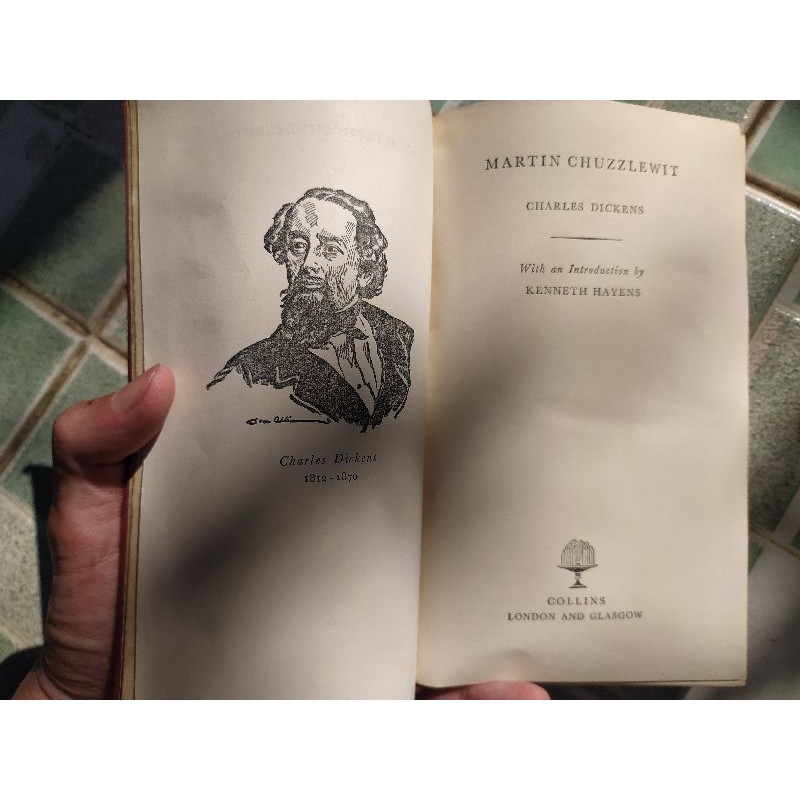 Charles Dickens
1812-1870
MARTIN CHUZZLEWIT
CHARLES DICKENS
With an Introduction by
KENNETH HAYENS
COLLINS
LONDON AND GLASGOW